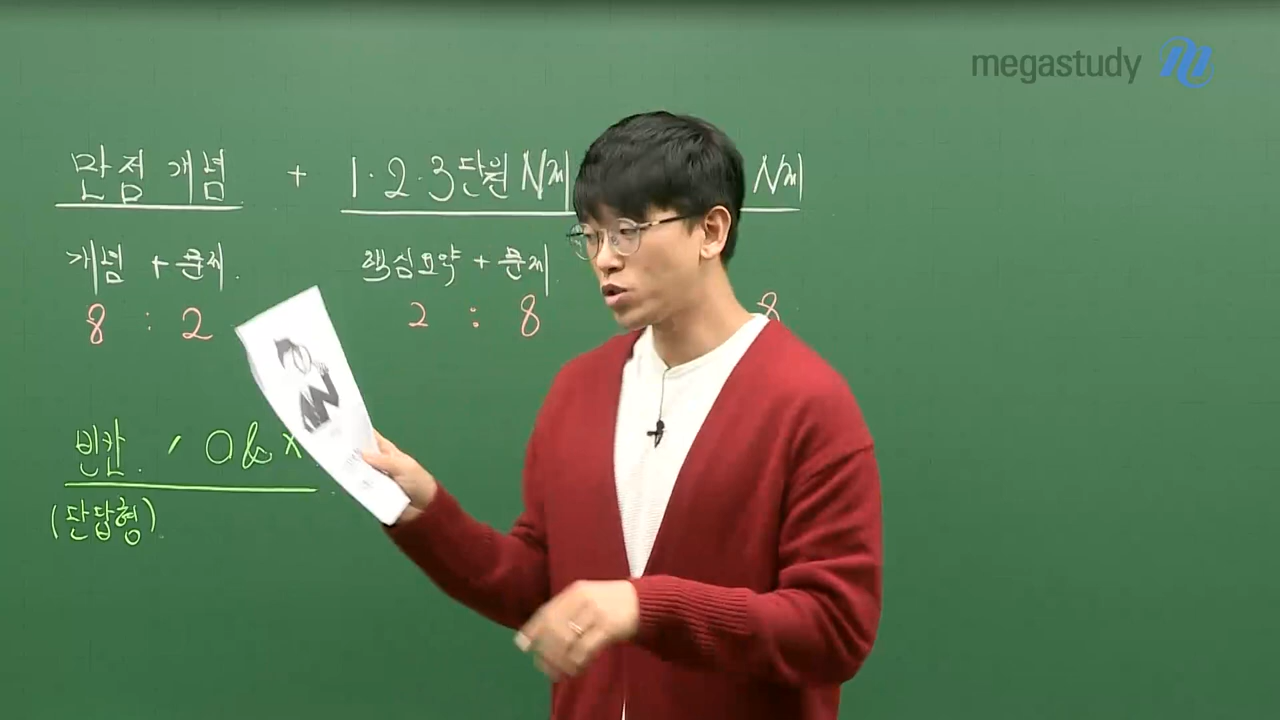 megastudy
만점 개념 + 1·2·3단원 N제 N제
개념 + 문제. 핵심요약 + 문제
8 : 2 2 : 8 8
빈칸. , O & X
(단답형).